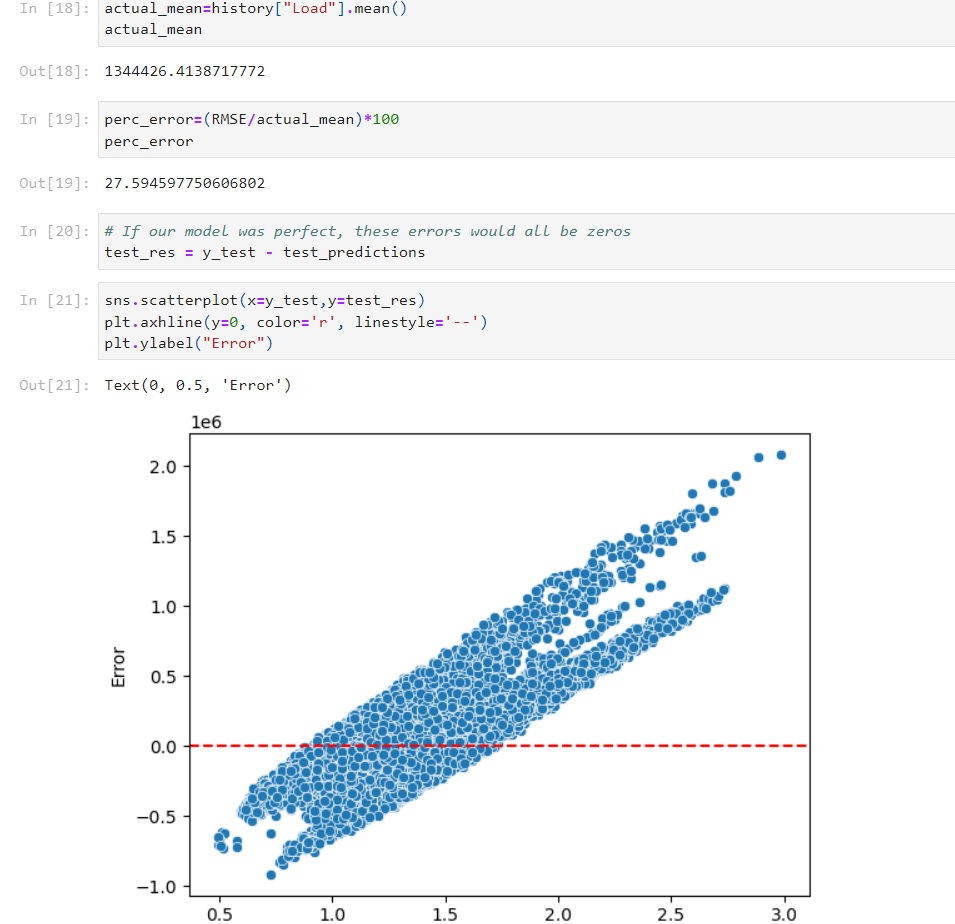 In [18]: actual_mean=history["Load"].mean()
actual_mean
Out[18]: 1344426.4138717772
In [19]: perc_error=(RMSE/actual_mean)*100
perc_error
Out[19]: 27.594597750606802
In [20]: # If our model was perfect, these errors would all be zeros
test_res = y_test - test_predictions
In [21]: sns.scatterplot(x=y_test,y=test_res)
plt.axhline(y=0, color='r', linestyle='--')
plt.ylabel("Error")
Out[21]: Text(0, 0.5, 'Error')
1e6
2.0
1.5
1.0
0.5
0.0
−0.5
−1.0
Error
0.5 1.0 1.5 2.0 2.5 3.0